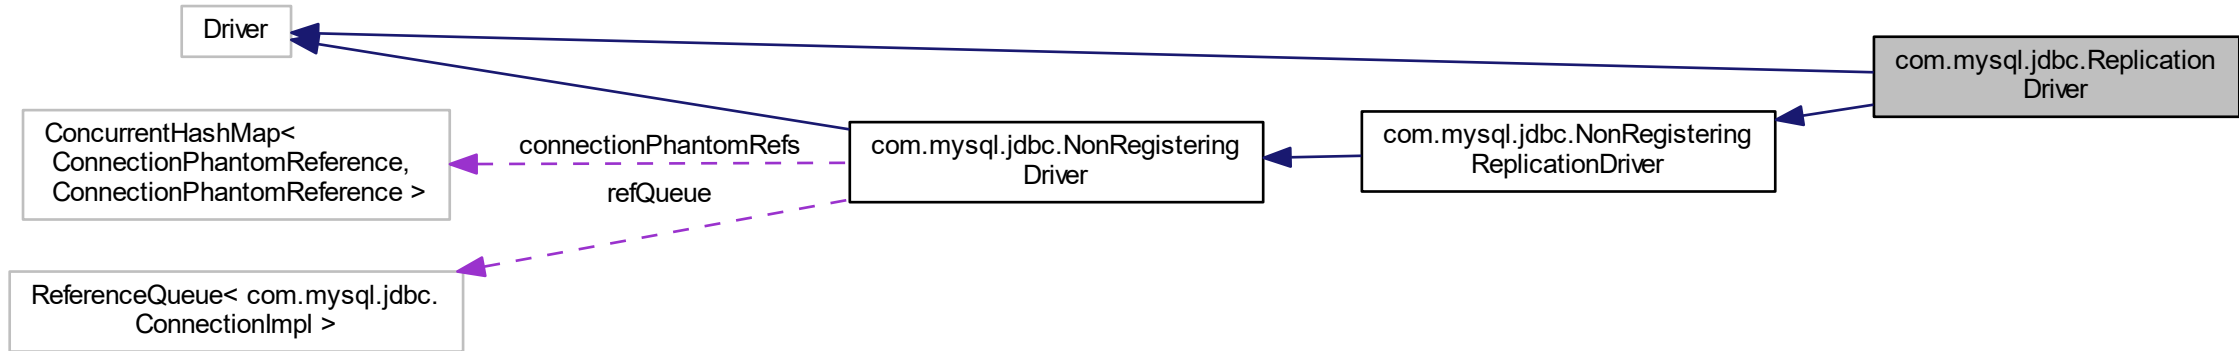 Driver
com.mysql.jdbc.Replication
Driver
ConcurrentHashMap<
ConnectionPhantomReference,
ConnectionPhantomReference >
connectionPhantomRefs
refQueue
com.mysql.jdbc.NonRegistering
Driver
com.mysql.jdbc.NonRegistering
ReplicationDriver
ReferenceQueue< com.mysql.jdbc.
ConnectionImpl >